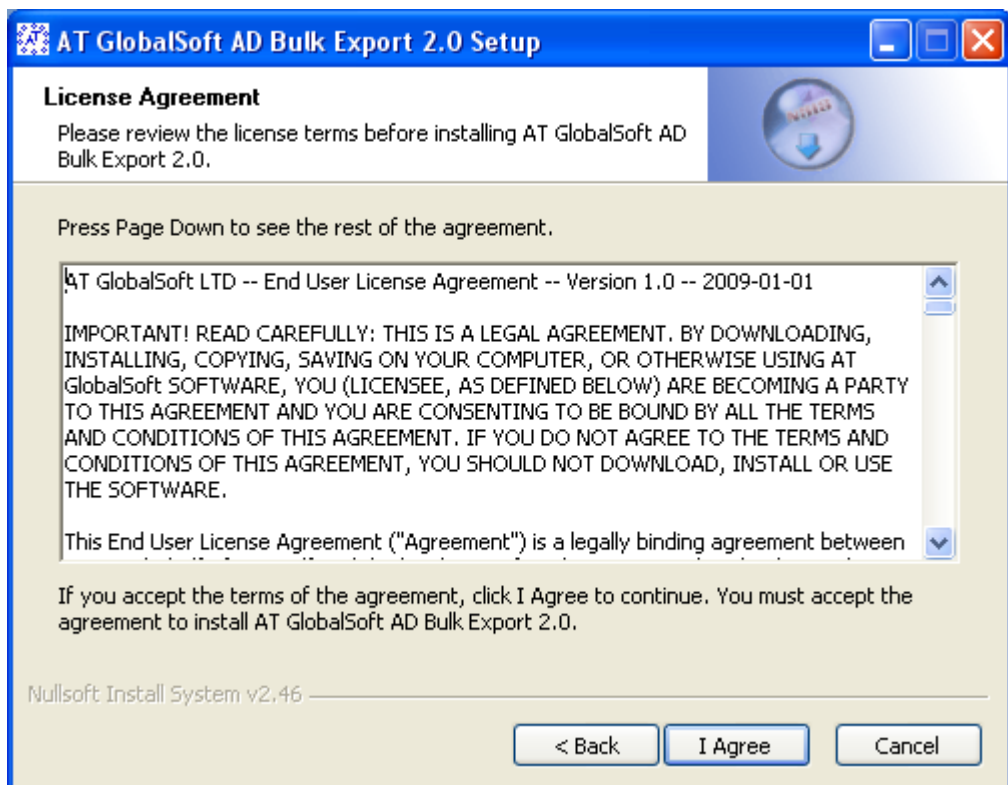 AT GlobalSoft AD Bulk Export 2.0 Setup
License Agreement
Please review the license terms before installing AT GlobalSoft AD
Bulk Export 2.0.
Press Page Down to see the rest of the agreement.
AT GlobalSoft LTD -- End User License Agreement -- Version 1.0 -- 2009-01-01
IMPORTANT! READ CAREFULLY: THIS IS A LEGAL AGREEMENT. BY DOWNLOADING,
INSTALLING, COPYING, SAVING ON YOUR COMPUTER, OR OTHERWISE USING AT
GlobalSoft SOFTWARE, YOU (LICENSEE, AS DEFINED BELOW) ARE BECOMING A PARTY
TO THIS AGREEMENT AND YOU ARE CONSENTING TO BE BOUND BY ALL THE TERMS
AND CONDITIONS OF THIS AGREEMENT. IF YOU DO NOT AGREE TO THE TERMS AND
CONDITIONS OF THIS AGREEMENT, YOU SHOULD NOT DOWNLOAD, INSTALL OR USE
THE SOFTWARE.
This End User License Agreement ("Agreement") is a legally binding agreement between
If you accept the terms of the agreement, click I Agree to continue. You must accept the
agreement to install AT GlobalSoft AD Bulk Export 2.0.
Nullsoft Install System v2.46
< Back I Agree Cancel